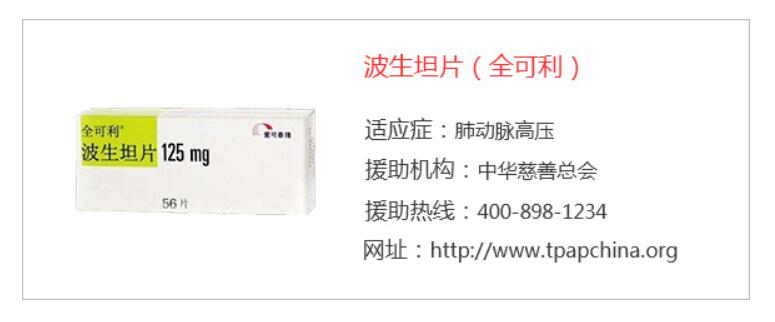 波生坦片（全可利）
全可利®
波生坦片 125 mg
爱可泰隆
56 片
适应症：肺动脉高压
援助机构：中华慈善总会
援助热线：400-898-1234
网址：http://www.tpapchina.org